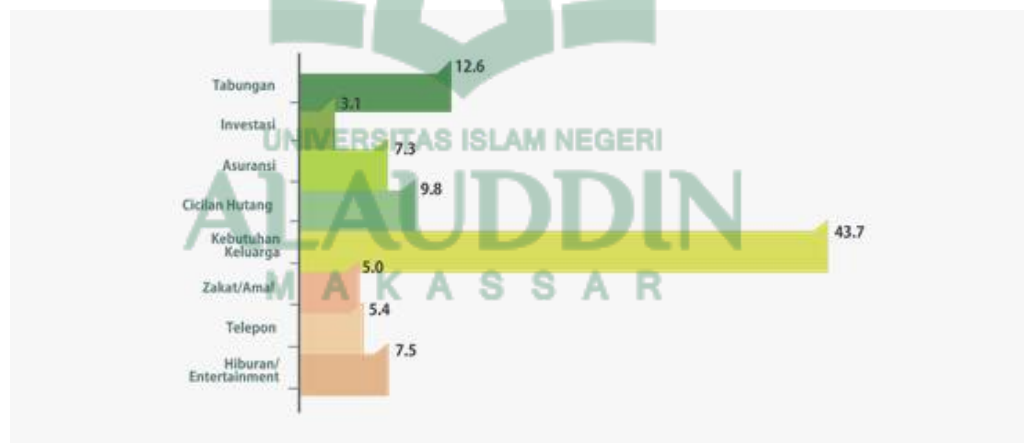 Tabungan 12.6
Investasi 3.1
Asuransi 7.3
Cicilan Hutang 9.8
Kebutuhan
Keluarga 43.7
Zakat/Amal 5.0
Telepon 5.4
Hiburan/
Entertainment 7.5
UNIVERSITAS ISLAM NEGERI
ALAUDDIN
MAKASSAR